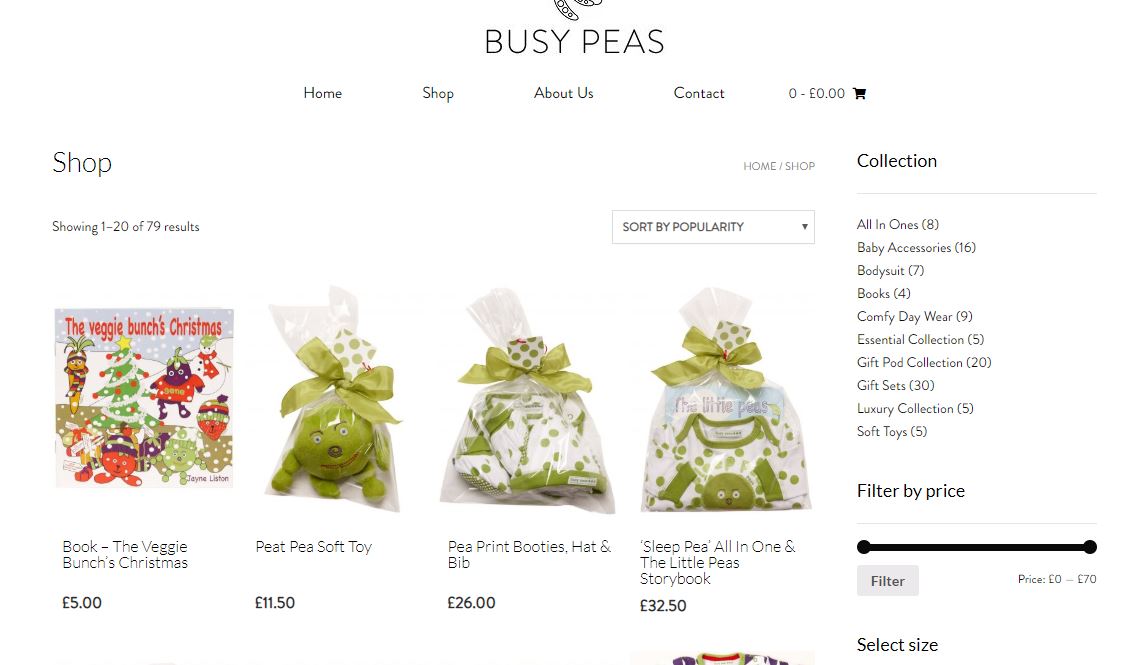 BUSY PEAS
Home
Shop
About Us
Contact
0 - £0.00
Shop
HOME / SHOP
Showing 1–20 of 79 results
SORT BY POPULARITY
The veggie bunch's Christmas
Gene
Jayne Liston
The little peas
Book – The Veggie
Bunch's Christmas
£5.00
Peat Pea Soft Toy
£11.50
Pea Print Booties, Hat &
Bib
£26.00
‘Sleep Pea’ All In One &
The Little Peas
Storybook
£32.50
Collection
All In Ones (8)
Baby Accessories (16)
Bodysuit (7)
Books (4)
Comfy Day Wear (9)
Essential Collection (5)
Gift Pod Collection (20)
Gift Sets (30)
Luxury Collection (5)
Soft Toys (5)
Filter by price
Filter
Price: £0 — £70
Select size